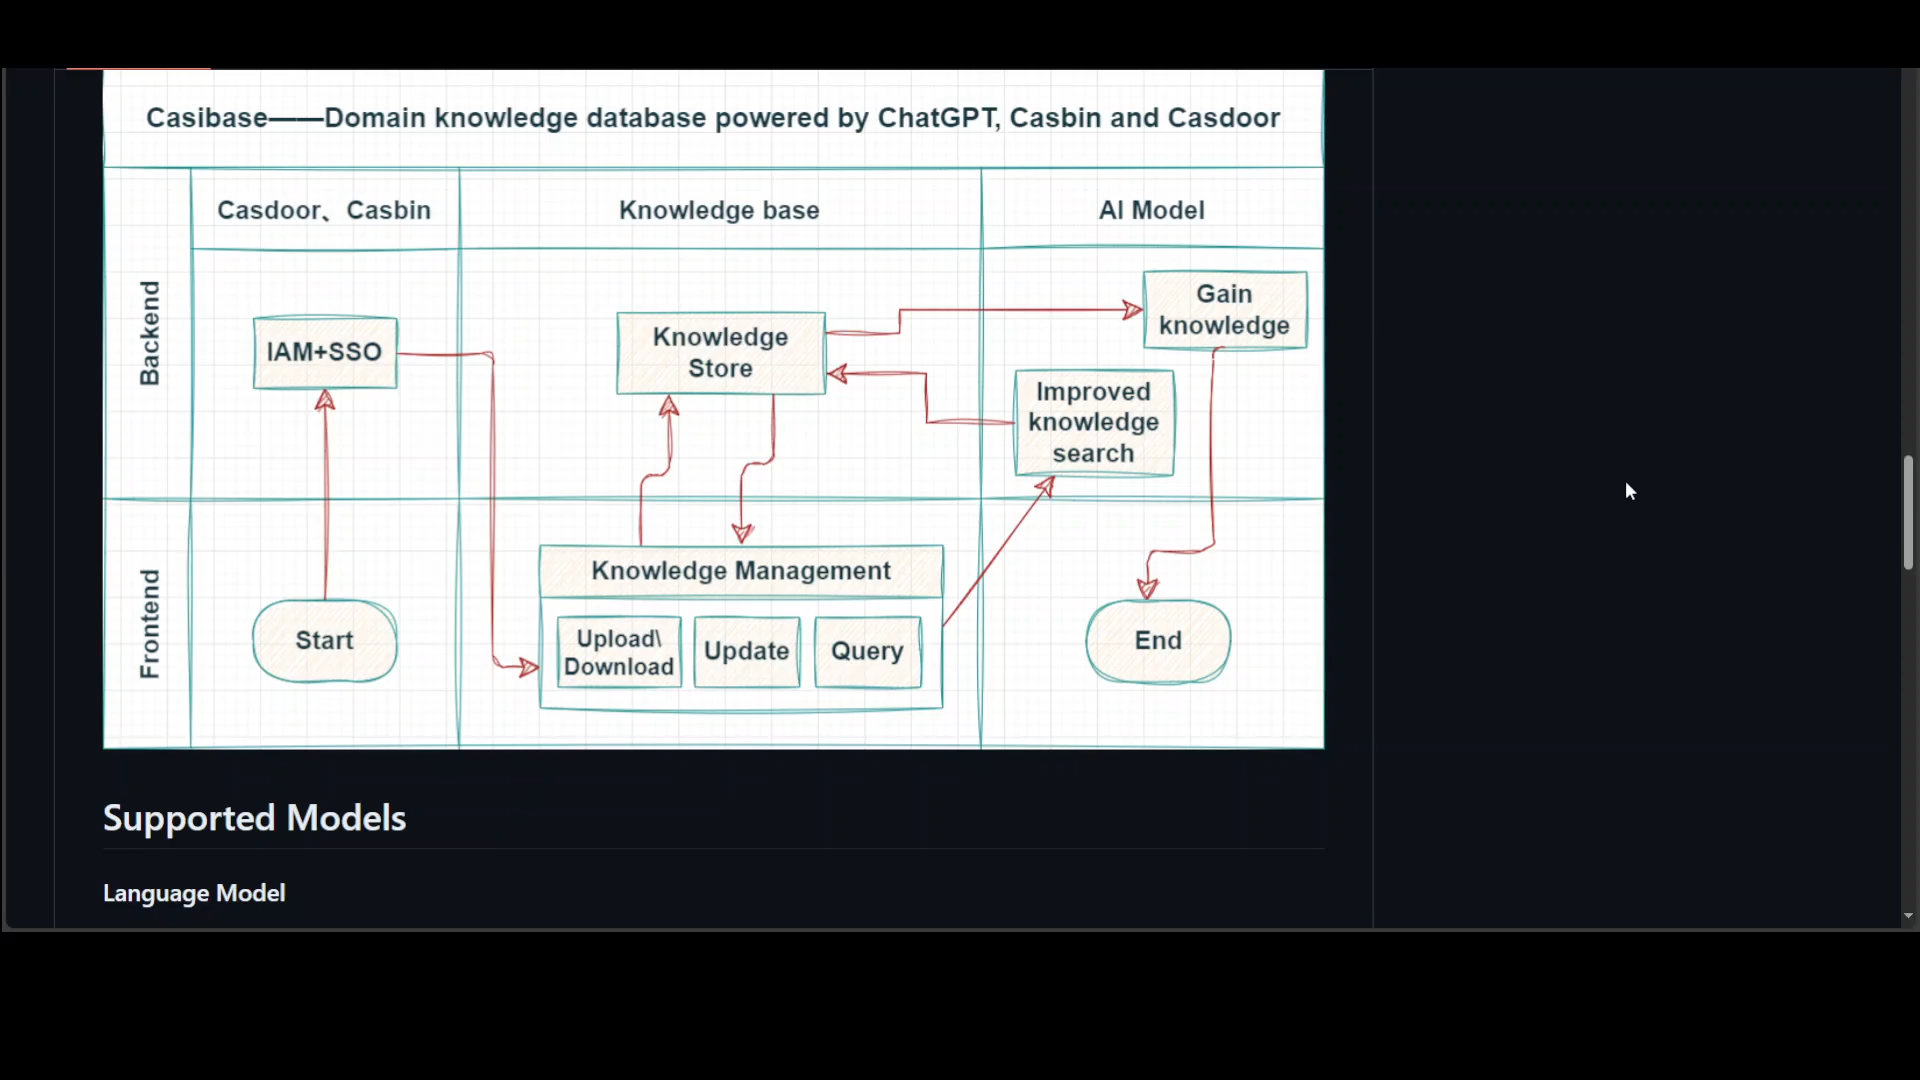 Casibase——Domain knowledge database powered by ChatGPT, Casbin and Casdoor
Casdoor、Casbin
Knowledge base
AI Model
Backend
IAM+SSO
Knowledge
Store
Gain
knowledge
Improved
knowledge
search
Frontend
Start
Knowledge Management
Upload\
Download
Update
Query
End
Supported Models
Language Model